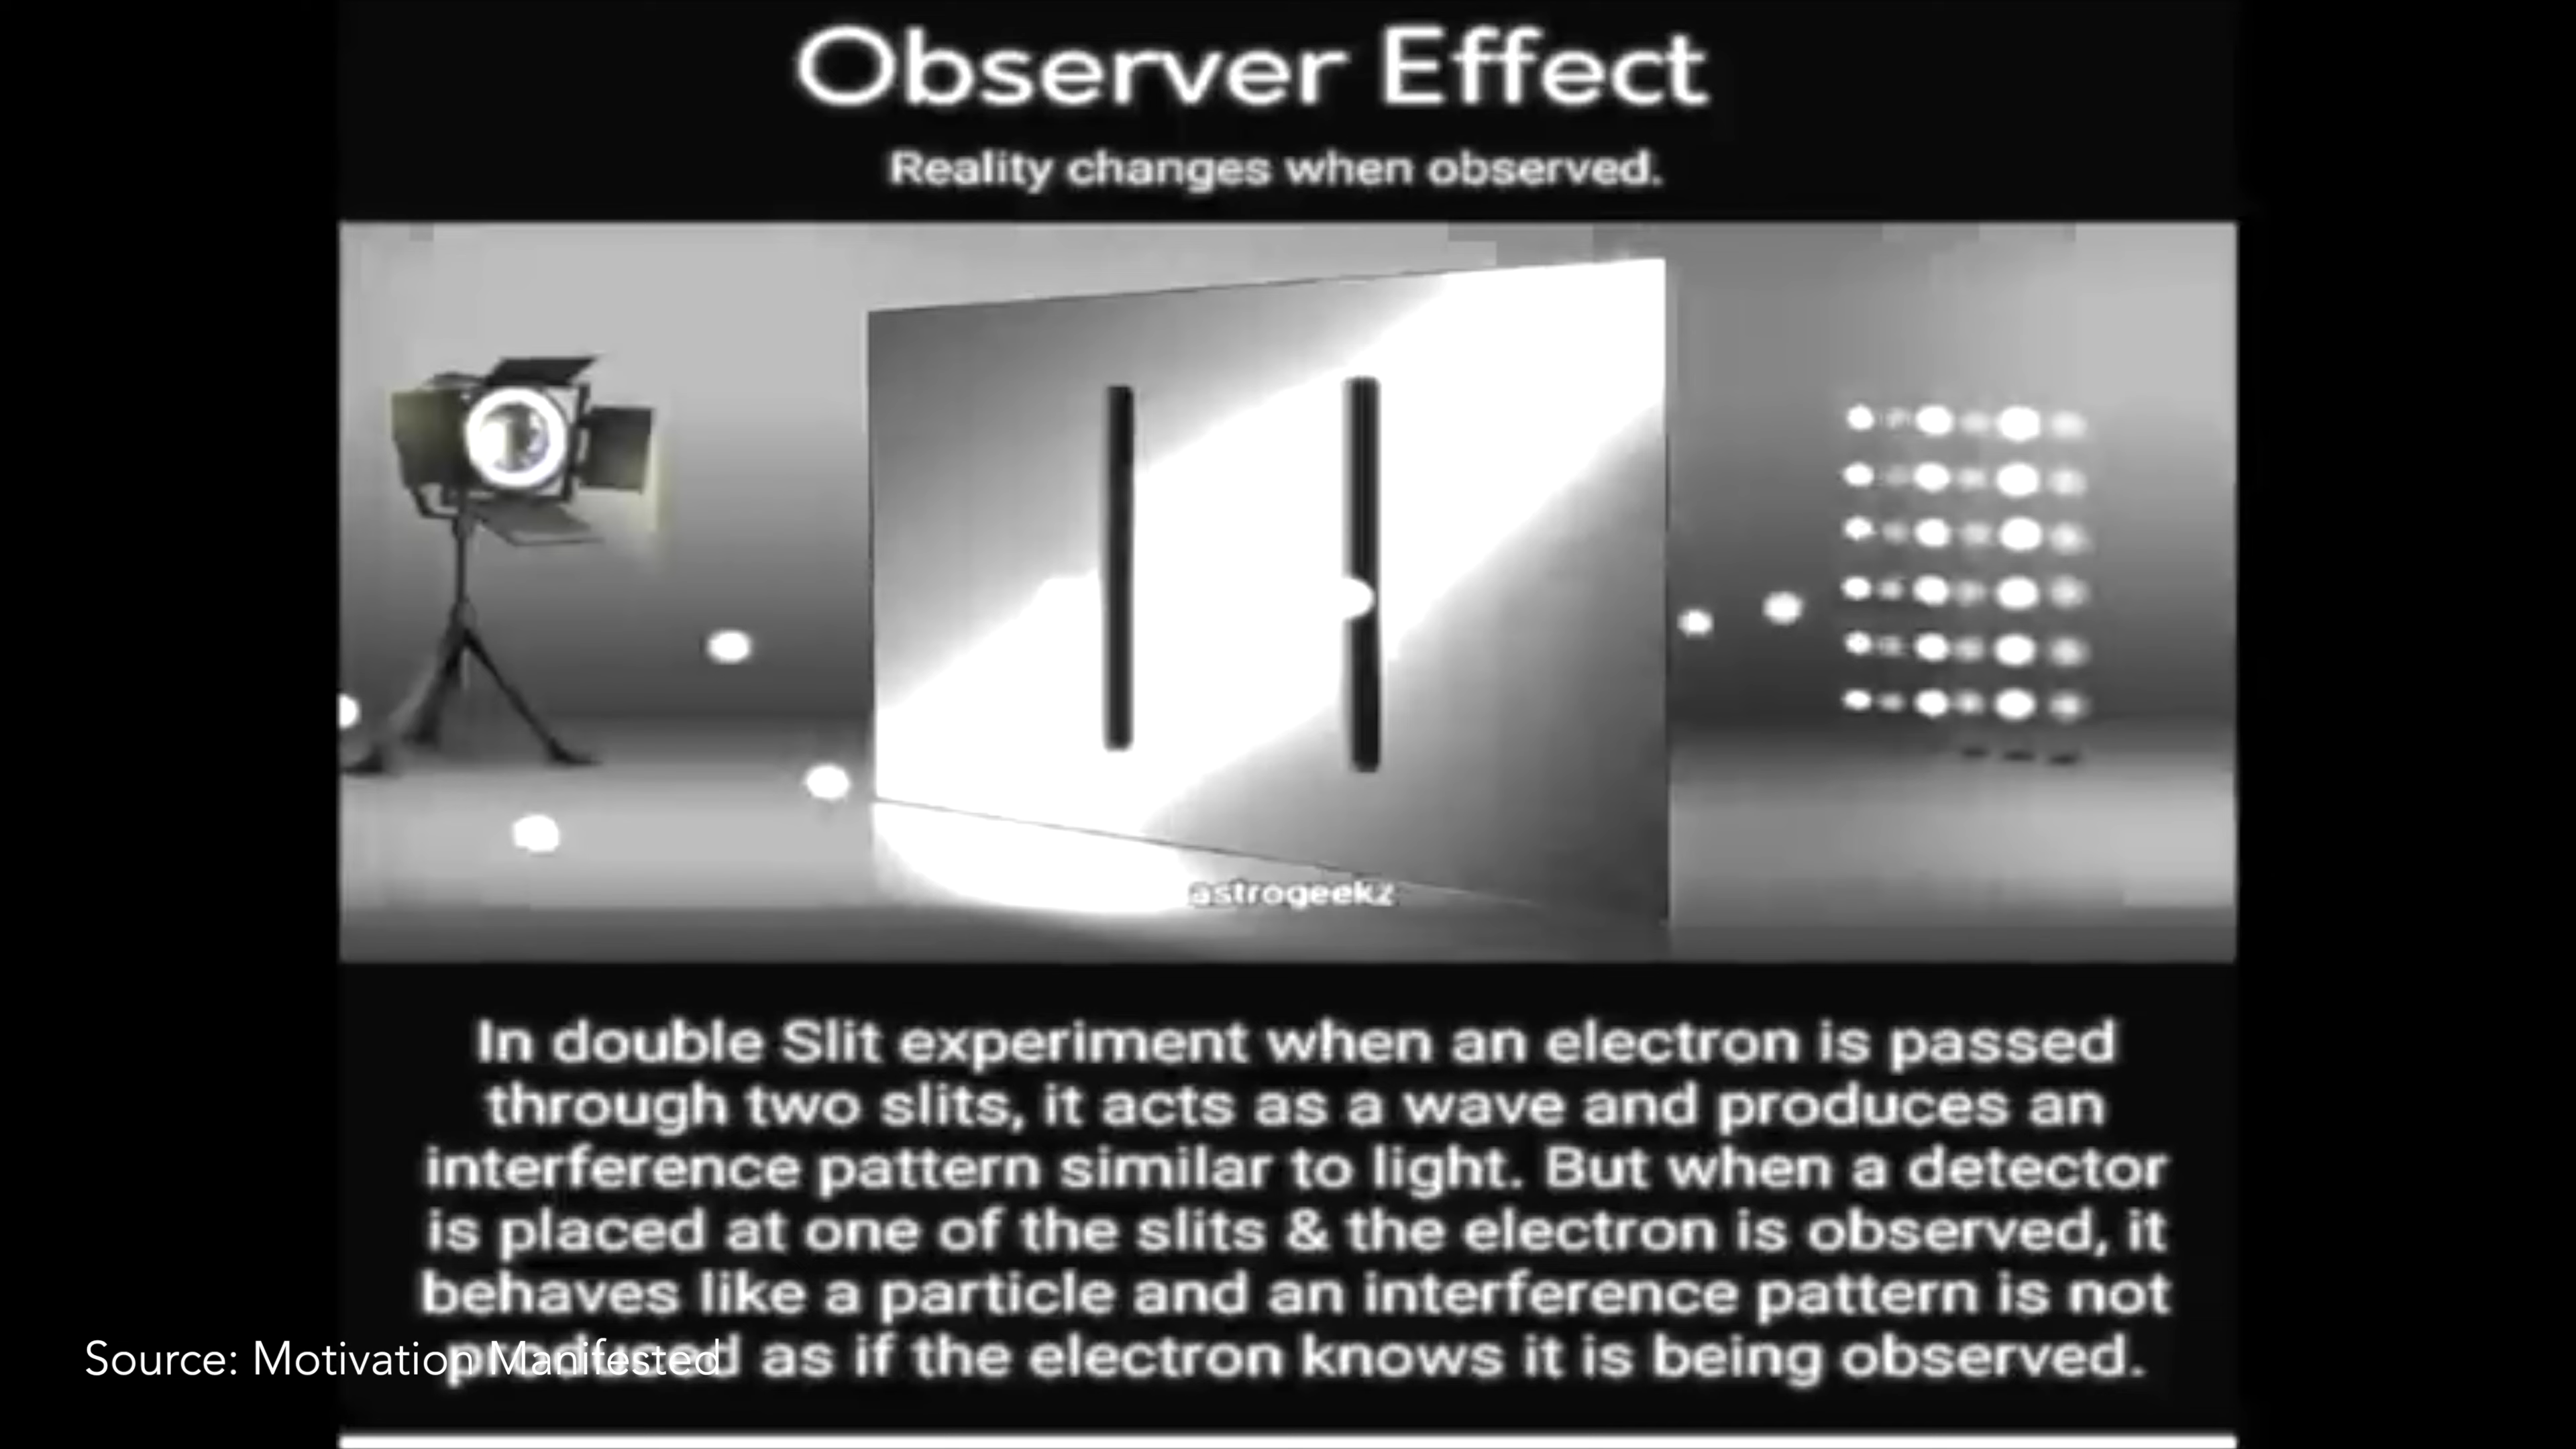 Observer Effect
Reality changes when observed.
astrogeekz
In double Slit experiment when an electron is passed
through two slits, it acts as a wave and produces an
interference pattern similar to light. But when a detector
is placed at one of the slits & the electron is observed, it
behaves like a particle and an interference pattern is not
produced as if the electron knows it is being observed.
Source: Motivation Manifested